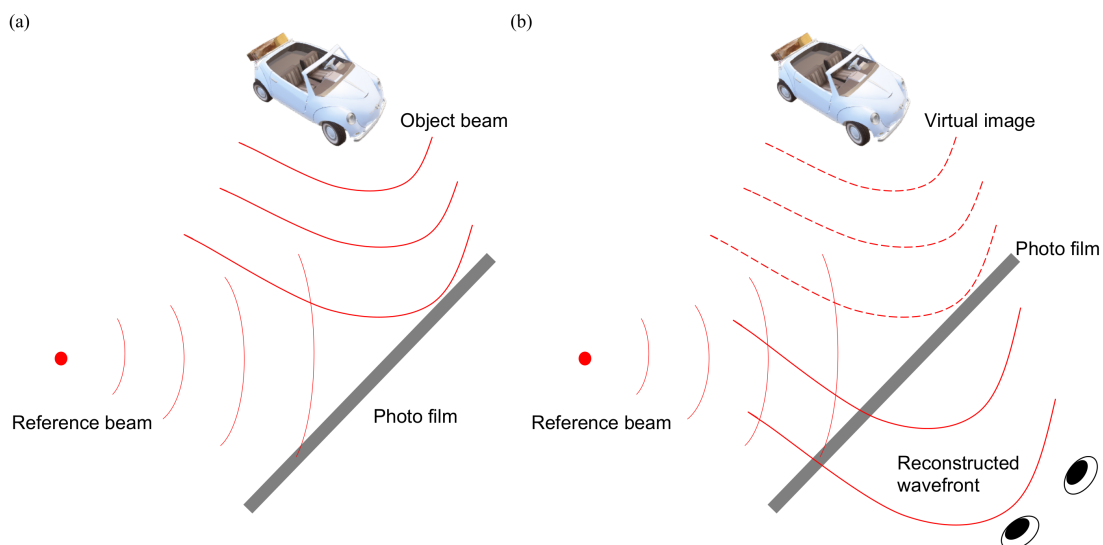 (a)
Object beam
Reference beam
Photo film
(b)
Virtual image
Photo film
Reference beam
Reconstructed
wavefront